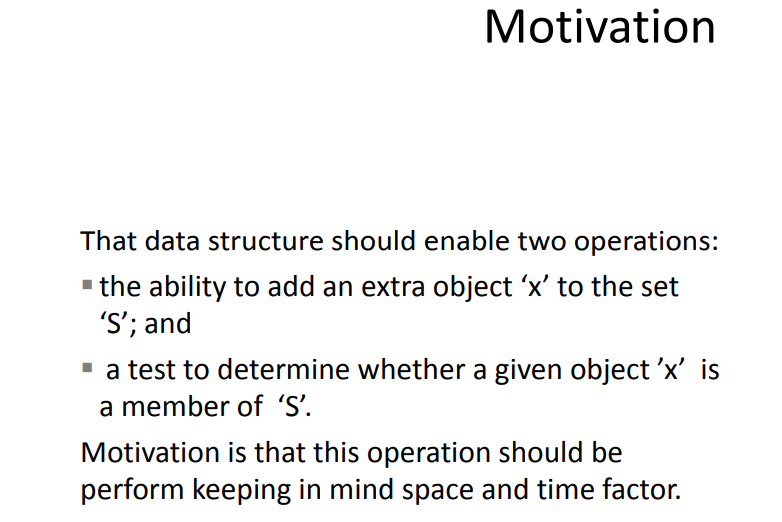 Motivation
That data structure should enable two operations:
▪ the ability to add an extra object ‘x’ to the set
‘S’; and
▪ a test to determine whether a given object ’x’ is
a member of ‘S’.
Motivation is that this operation should be
perform keeping in mind space and time factor.